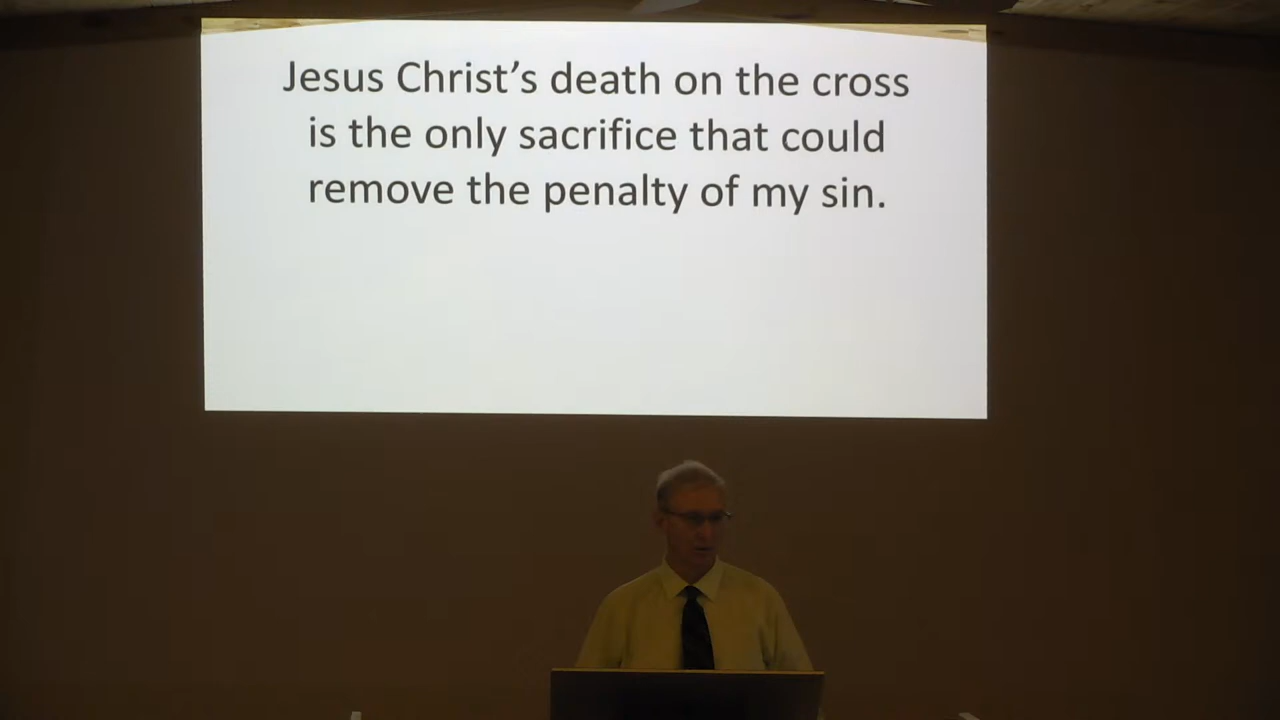 Jesus Christ’s death on the cross
is the only sacrifice that could
remove the penalty of my sin.